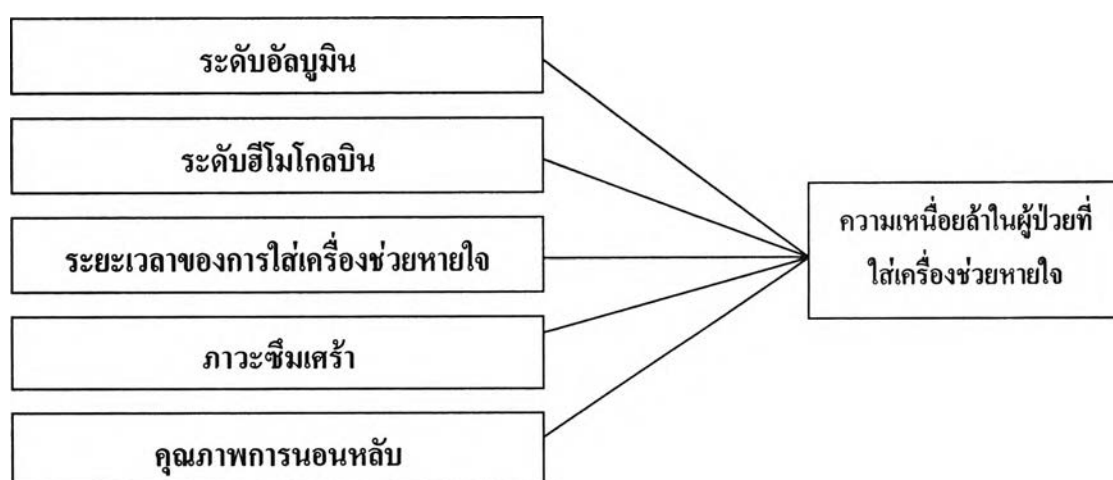 ระดับอัลบูมิน
ระดับฮีโมโกลบิน
ระยะเวลาของการใส่เครื่องช่วยหายใจ
ภาวะซึมเศร้า
คุณภาพการนอนหลับ
ความเหนื่อยล้าในผู้ป่วยที่
ใส่เครื่องช่วยหายใจ